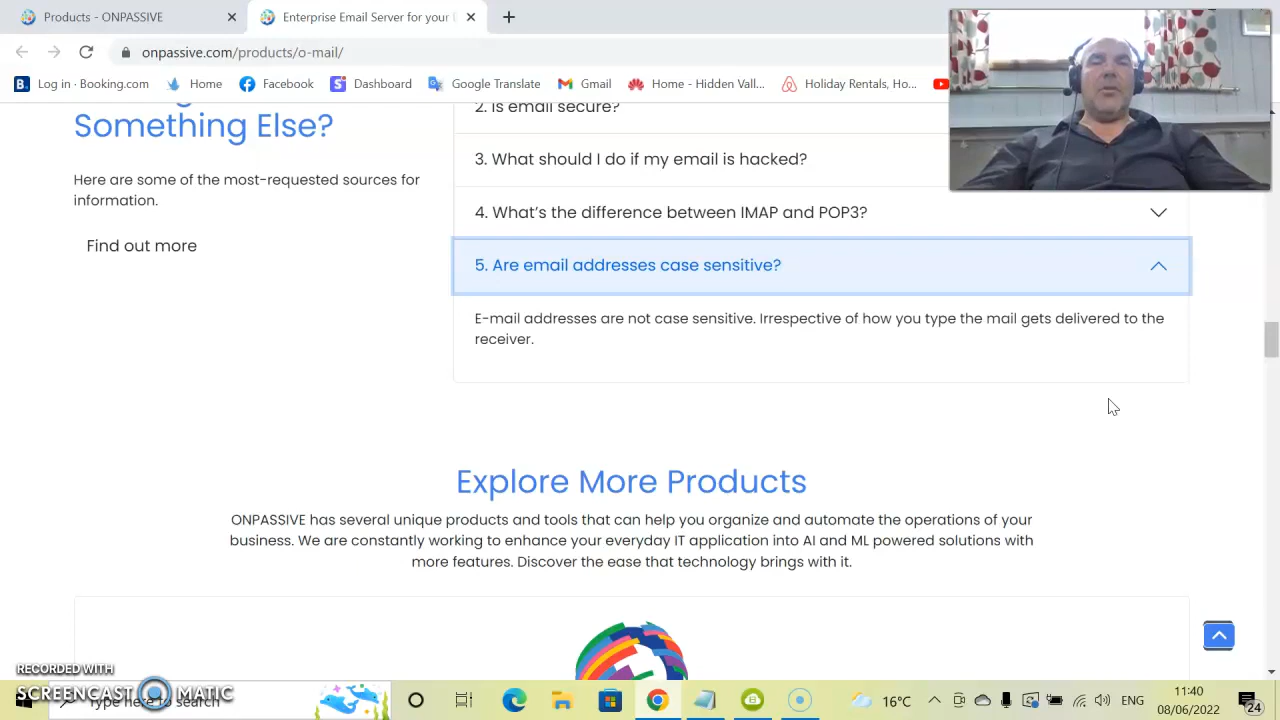 Products - ONPASSIVE
Enterprise Email Server for your
onpassive.com/products/o-mail/
B. Log in · Booking.com
Home
Facebook
S Dashboard
Google Translate
Gmail
Home - Hidden Vall...
Holiday Rentals, Ho...
Something Else?
Here are some of the most-requested sources for
information.
Find out more
2. Is email secure?
3. What should I do if my email is hacked?
4. What's the difference between IMAP and POP3?
5. Are email addresses case sensitive?
E-mail addresses are not case sensitive. Irrespective of how you type the mail gets delivered to the
receiver.
Explore More Products
ONPASSIVE has several unique products and tools that can help you organize and automate the operations of your
business. We are constantly working to enhance your everyday IT application into AI and ML powered solutions with
more features. Discover the ease that technology brings with it.
RECORDED WITH
SCREENCAST MATIC
Type here to search
16°C
ENG
11:40
08/06/2022
24